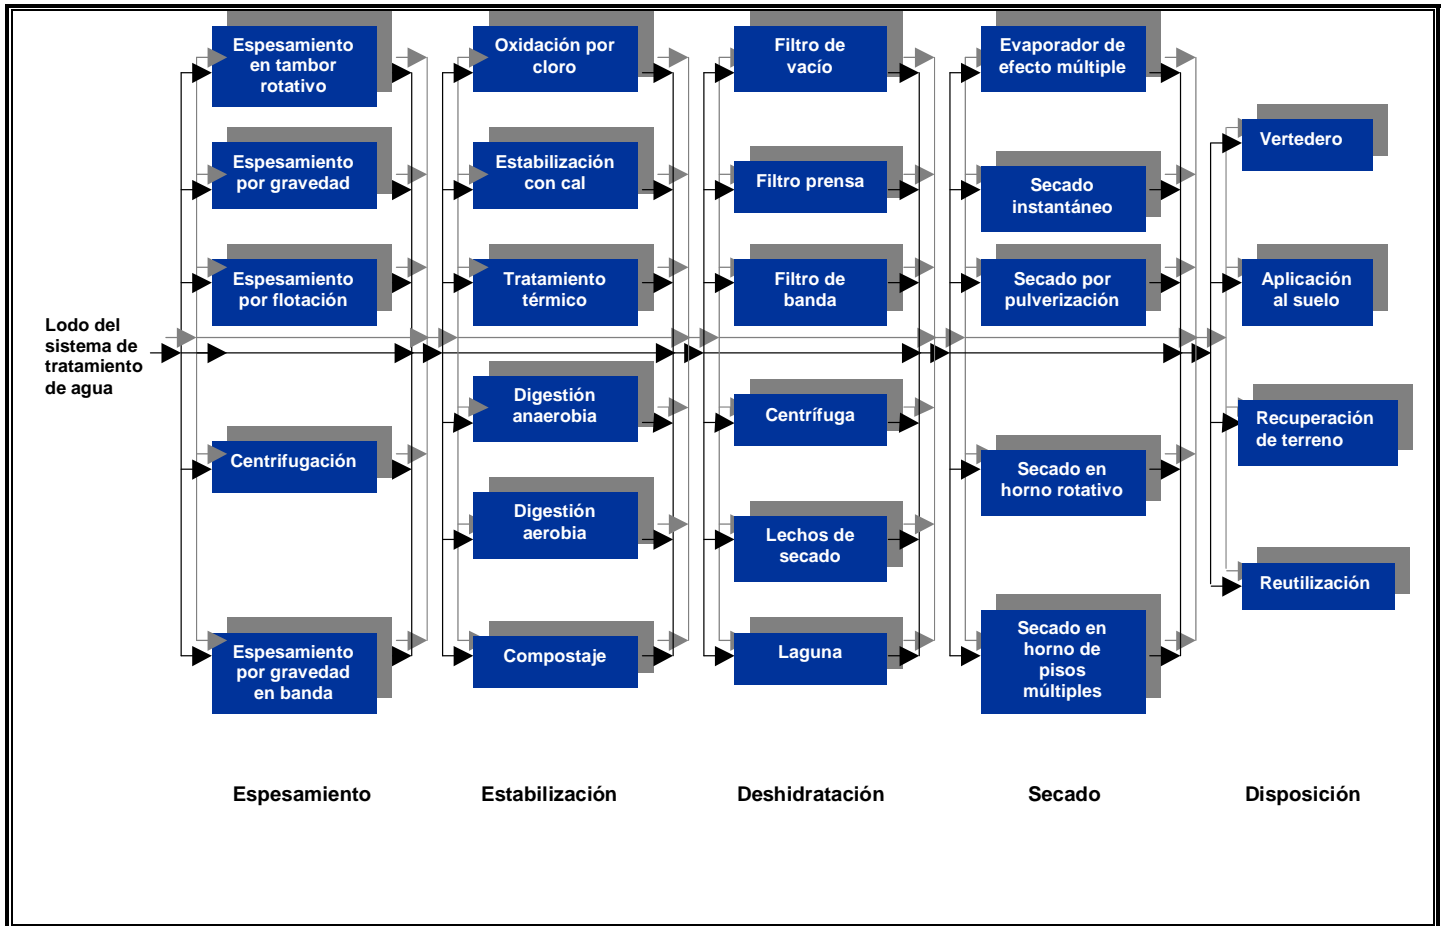 Espesamiento
en tambor
rotativo
Espesamiento
por gravedad
Espesamiento
por flotación
Lodo del
sistema de
tratamiento
de agua
Centrifugación
Espesamiento
por gravedad
en banda
Espesamiento
Oxidación por
cloro
Estabilización
con cal
Tratamiento
térmico
Digestión
anaerobia
Digestión
aerobia
Compostaje
Estabilización
Filtro de
vacío
Filtro prensa
Filtro de
banda
Centrífuga
Lechos de
secado
Laguna
Deshidratación
Evaporador de
efecto múltiple
Secado
instantáneo
Secado por
pulverización
Secado en
horno rotativo
Secado en
horno de
pisos
múltiples
Secado
Vertedero
Aplicación
al suelo
Recuperación
de terreno
Reutilización
Disposición